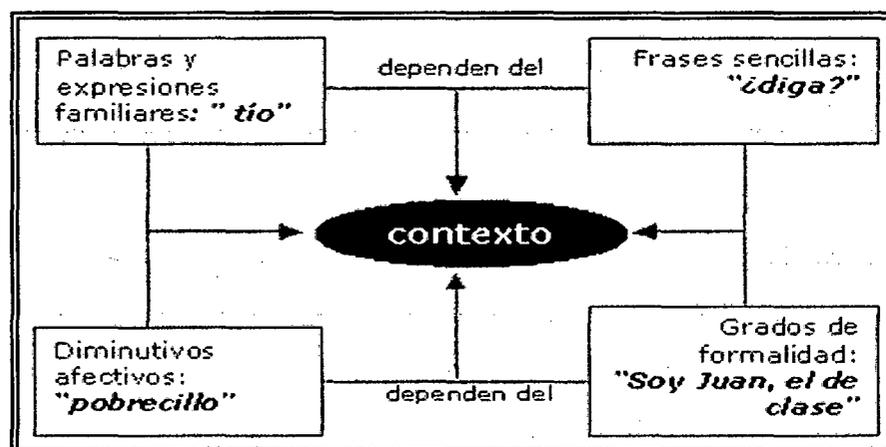 Palabras y
expresiones
familiares: " tío"
dependen del
Frases sencillas:
"¿diga?"
contexto
Diminutivos
afectivos:
"pobrecillo"
dependen del
Grados de
formalidad:
"Soy Juan, el de
clase"